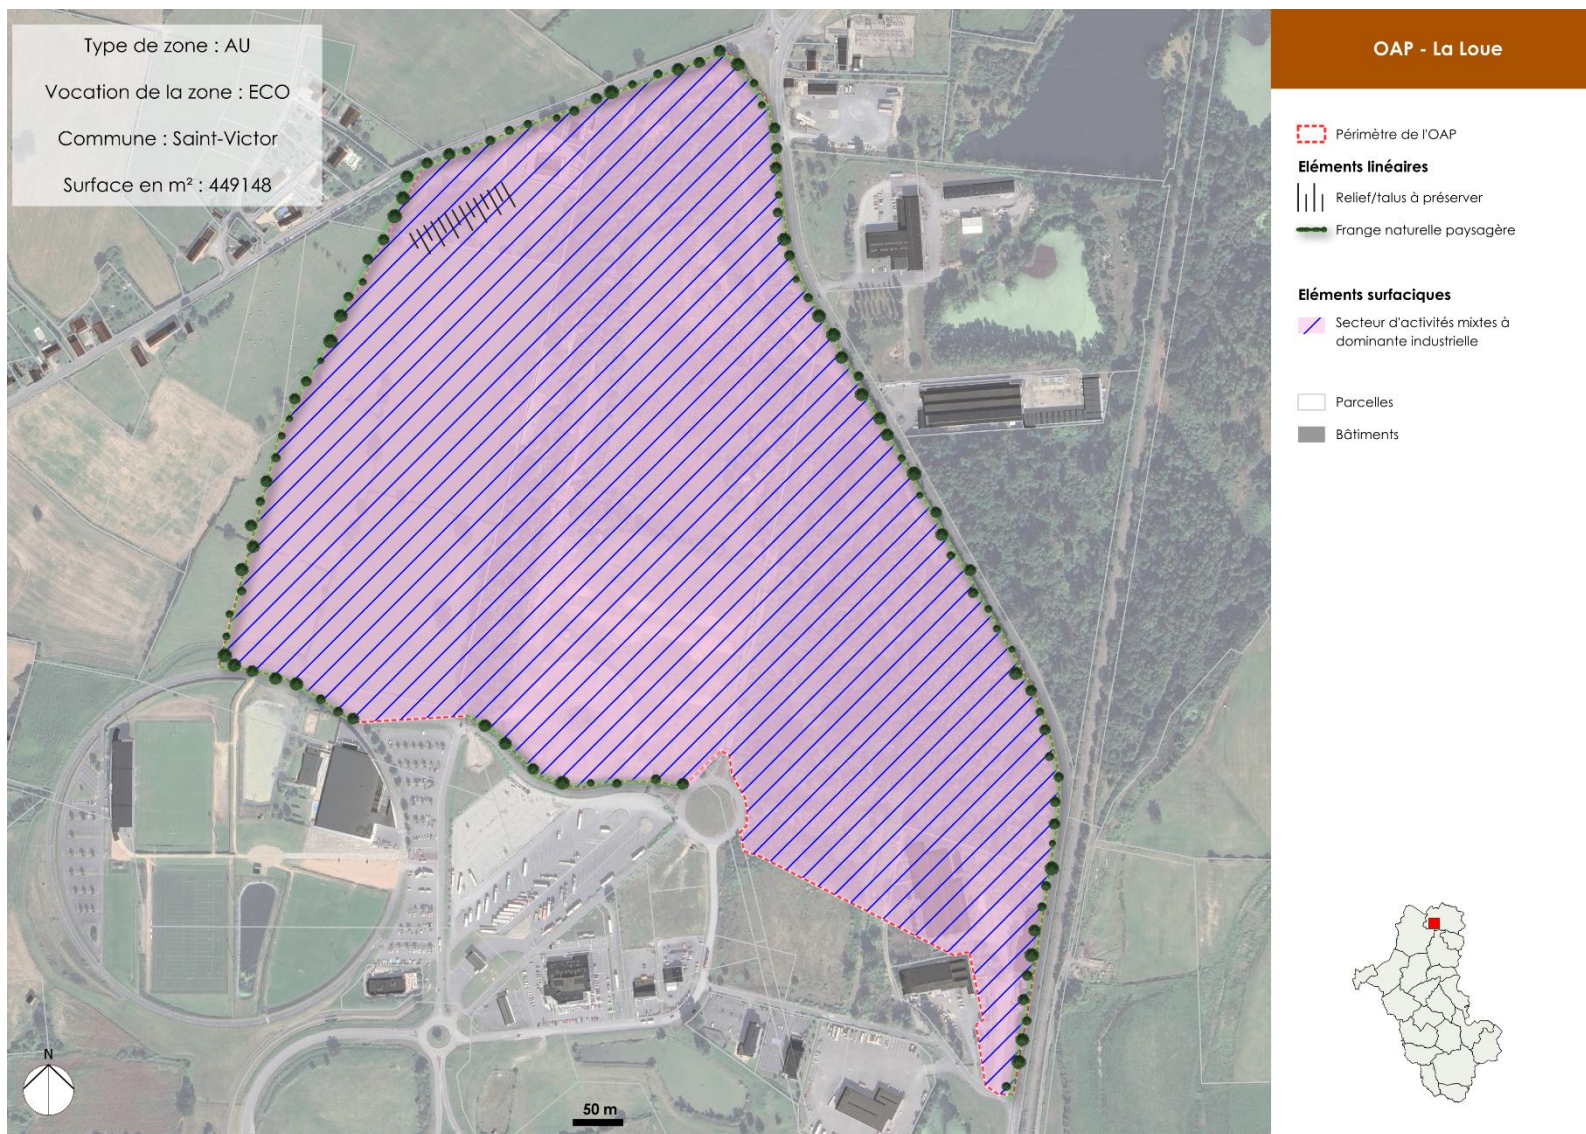 Type de zone : AU
Vocation de la zone : ECO
Commune : Saint-Victor
Surface en m² : 449148
OAP - La Loue
Périmètre de l'OAP
Eléments linéaires
Relief/talus à préserver
Frange naturelle paysagère
Eléments surfaciques
Secteur d'activités mixtes à
dominante industrielle
Parcelles
Bâtiments
N
50 m